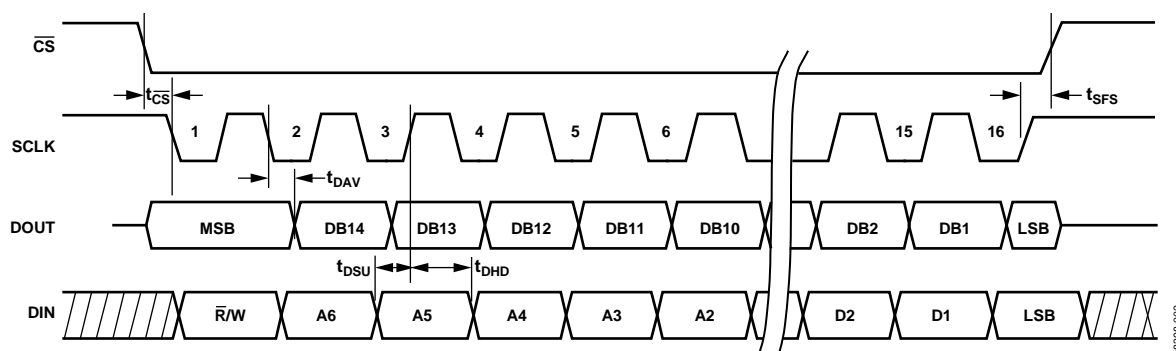 CS
tCS
tSFS
SCLK
1 2 3 4 5 6 15 16
tDAV
DOUT
MSB DB14 DB13 DB12 DB11 DB10 DB2 DB1 LSB
tDSU tDHD
DIN
R/W A6 A5 A4 A3 A2 D2 D1 LSB